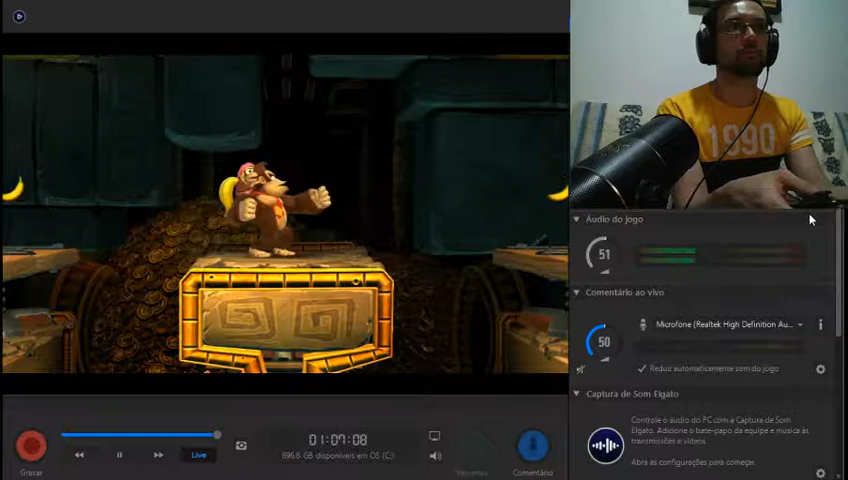 1990
Áudio do jogo
51
Comentário ao vivo
Microfone (Realtek High Definition Au...
50
Reduz automaticamente som do jogo
Captura de Som Elgato
Controle o áudio do PC com a Captura de Som
Elgato. Adicione o bate-papo da equipe e música às
transmissões e vídeos
Abra as configurações para começar.
01:07:08
896.6 GB disponíveis em OS (C:)
Live
Gravar
Comentário